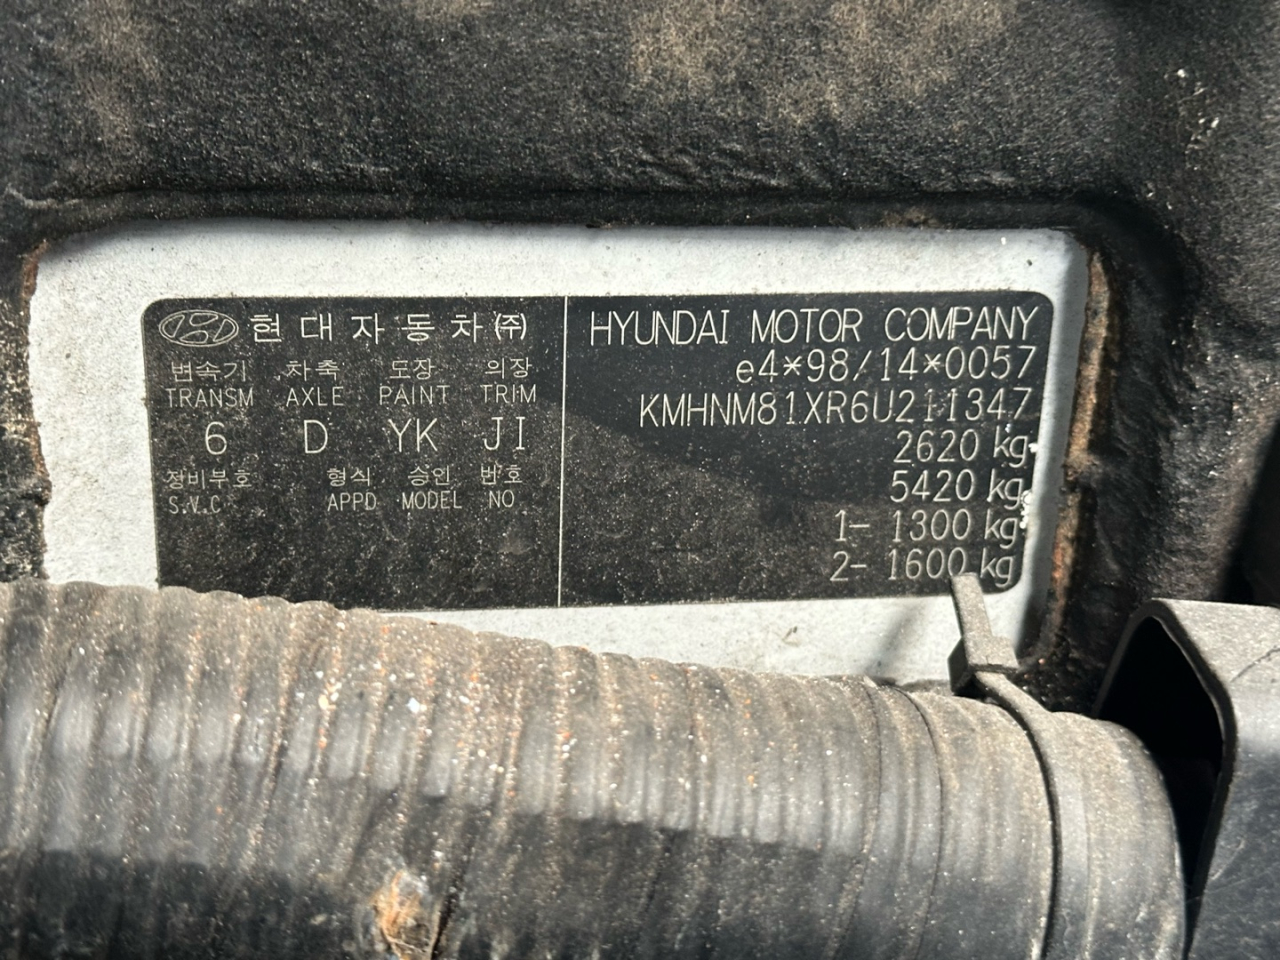 현대자동차(주)
변속기 차축 도장 의장
TRANSM AXLE PAINT TRIM
6 D YK JI
장비부호 형식 승인 번호
S.V.C APPD MODEL NO
HYUNDAI MOTOR COMPANY
e4*98/14*0057
KMHNM81XR6U211347
2620 kg
5420 kg
1- 1300 kg
2- 1600 kg